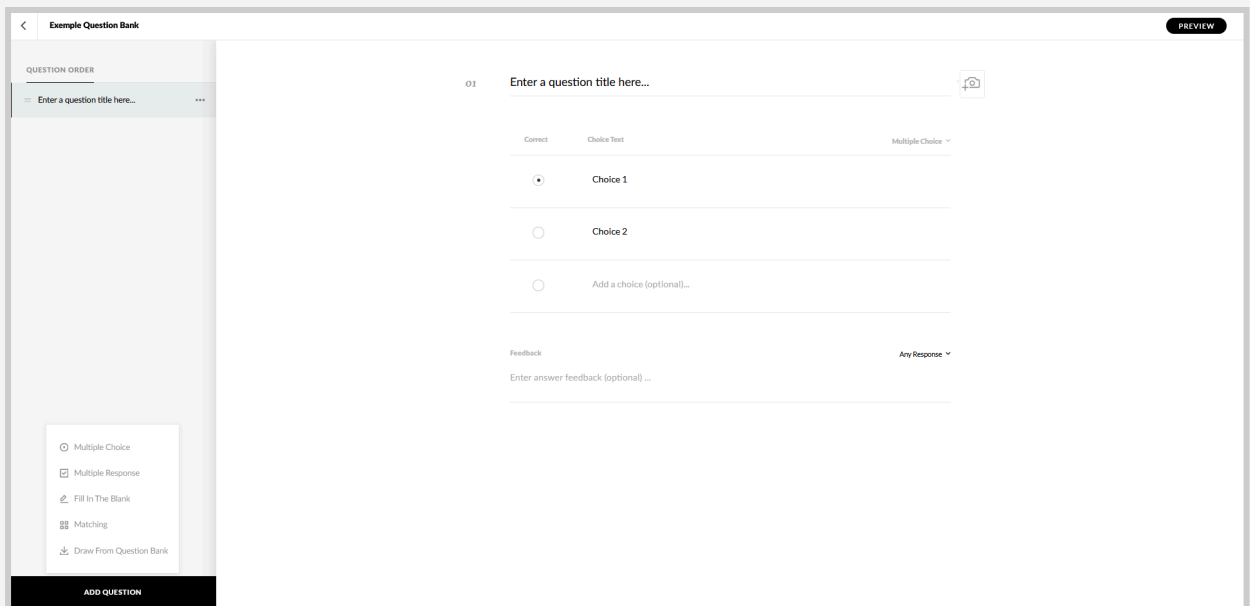 Exemple Question Bank
PREVIEW
QUESTION ORDER
Enter a question title here...
01
Enter a question title here...
Correct
Choice Text
Multiple Choice
Choice 1
Choice 2
Add a choice (optional)...
Feedback
Any Response
Enter answer feedback (optional) ...
Multiple Choice
Multiple Response
Fill In The Blank
Matching
Draw From Question Bank
ADD QUESTION